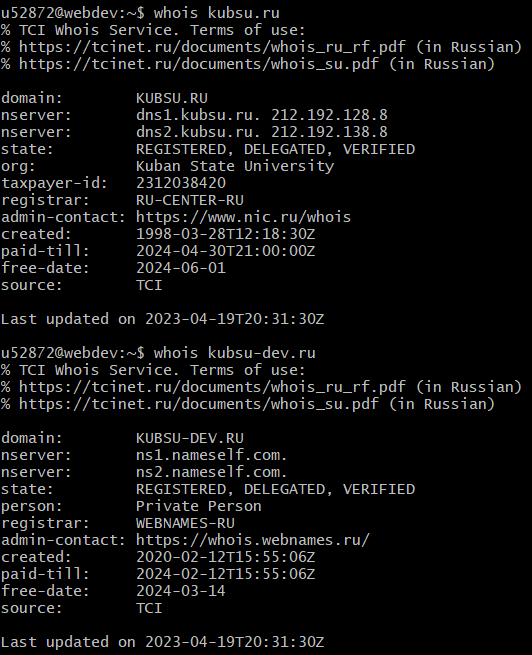 u52872@webdev:~$ whois kubsu.ru
% TCI Whois Service. Terms of use:
% https://tcinet.ru/documents/whois_ru_rf.pdf (in Russian)
% https://tcinet.ru/documents/whois_su.pdf (in Russian)

domain:        KUBSU.RU
nserver:       dns1.kubsu.ru. 212.192.128.8
nserver:       dns2.kubsu.ru. 212.192.138.8
state:         REGISTERED, DELEGATED, VERIFIED
org:           Kuban State University
taxpayer-id:   2312038420
registrar:     RU-CENTER-RU
admin-contact: https://www.nic.ru/whois
created:       1998-03-28T12:18:30Z
paid-till:     2024-04-30T21:00:00Z
free-date:     2024-06-01
source:        TCI

Last updated on 2023-04-19T20:31:30Z

u52872@webdev:~$ whois kubsu-dev.ru
% TCI Whois Service. Terms of use:
% https://tcinet.ru/documents/whois_ru_rf.pdf (in Russian)
% https://tcinet.ru/documents/whois_su.pdf (in Russian)

domain:        KUBSU-DEV.RU
nserver:       ns1.nameself.com.
nserver:       ns2.nameself.com.
state:         REGISTERED, DELEGATED, VERIFIED
person:        Private Person
registrar:     WEBNAMES-RU
admin-contact: https://whois.webnames.ru/
created:       2020-02-12T15:55:06Z
paid-till:     2024-02-12T15:55:06Z
free-date:     2024-03-14
source:        TCI

Last updated on 2023-04-19T20:31:30Z